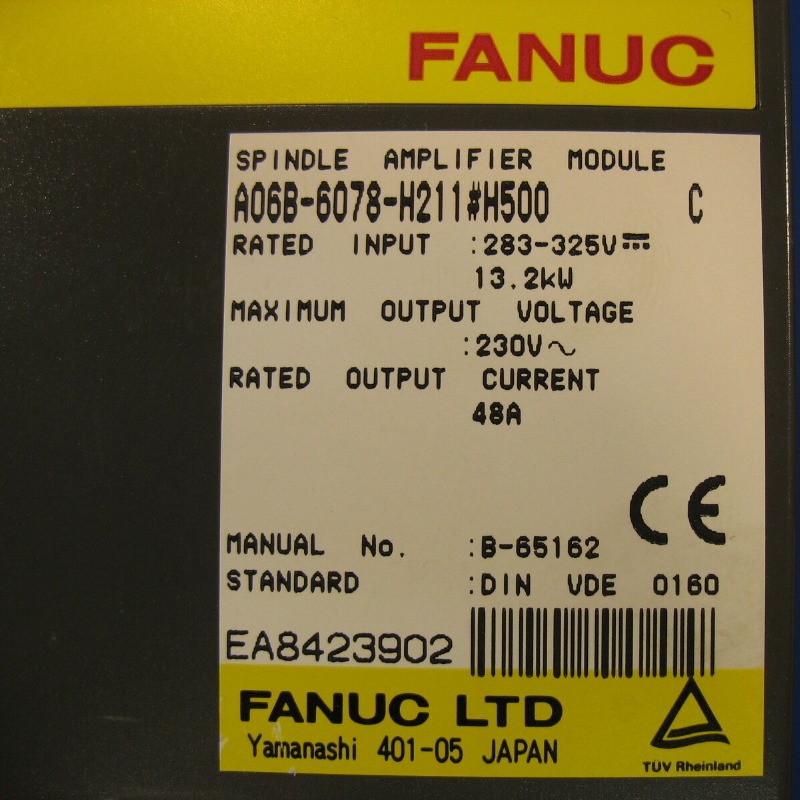 FANUC
SPINDLE AMPLIFIER MODULE
A06B-6078-H211#H500 C
RATED INPUT :283-325V⎓
13.2kW
MAXIMUM OUTPUT VOLTAGE
:230V～
RATED OUTPUT CURRENT
48A
CE
MANUAL No. :B-65162
STANDARD :DIN VDE 0160
EA8423902
FANUC LTD
Yamanashi 401-05 JAPAN
TÜV Rheinland